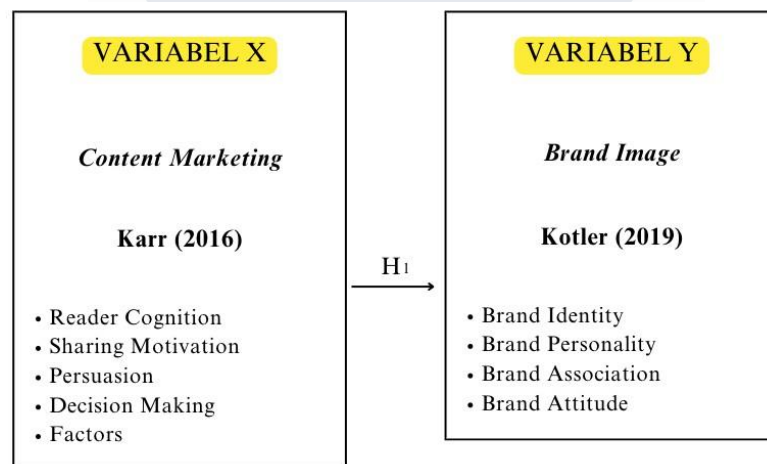 VARIABEL X
Content Marketing
Karr (2016)
• Reader Cognition
• Sharing Motivation
• Persuasion
• Decision Making
• Factors
H1
VARIABEL Y
Brand Image
Kotler (2019)
• Brand Identity
• Brand Personality
• Brand Association
• Brand Attitude